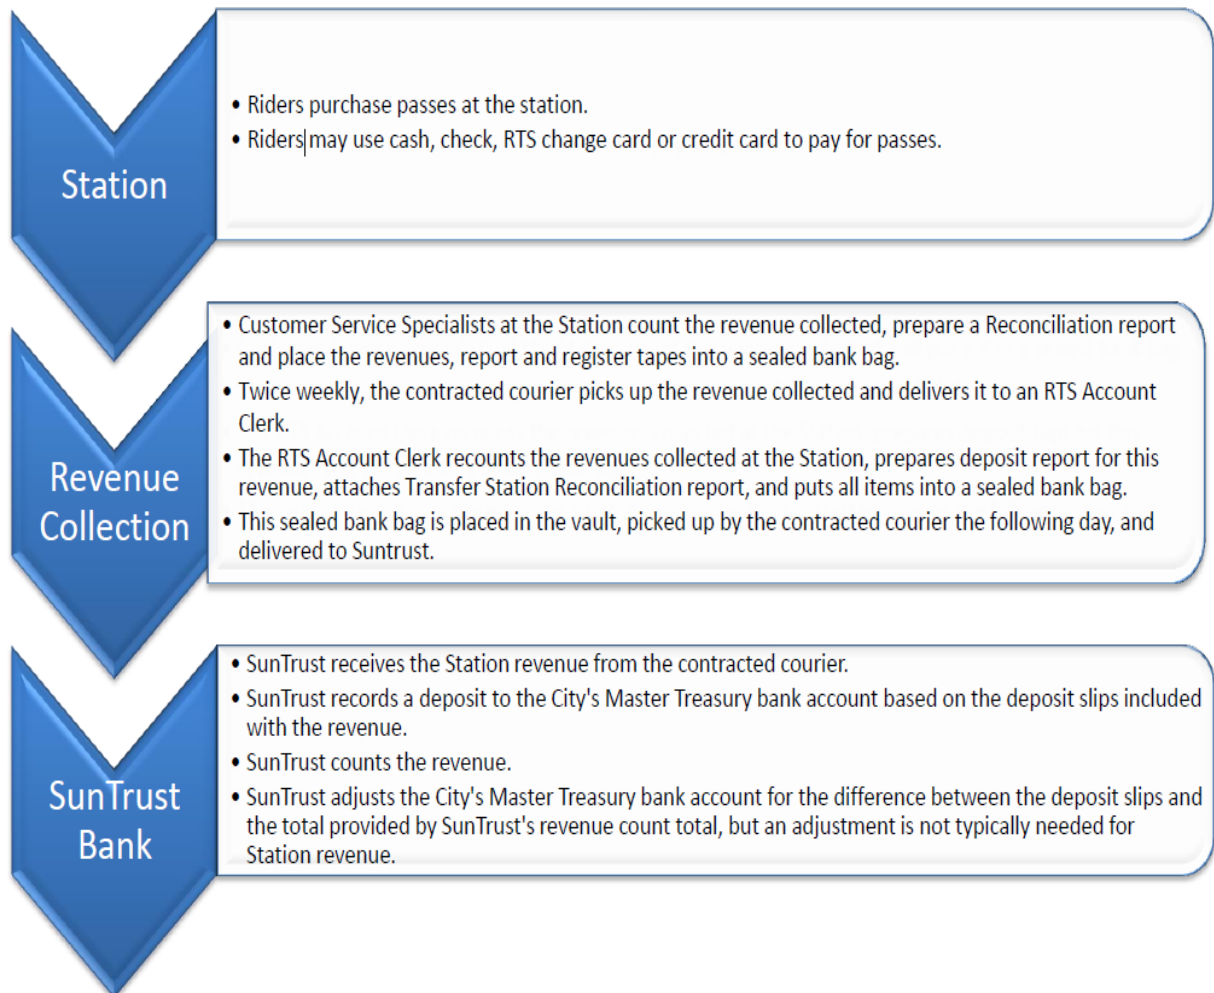 Station
• Riders purchase passes at the station.
• Riders may use cash, check, RTS change card or credit card to pay for passes.
Revenue
Collection
• Customer Service Specialists at the Station count the revenue collected, prepare a Reconciliation report
and place the revenues, report and register tapes into a sealed bank bag.
• Twice weekly, the contracted courier picks up the revenue collected and delivers it to an RTS Account
Clerk.
• The RTS Account Clerk recounts the revenues collected at the Station, prepares deposit report for this
revenue, attaches Transfer Station Reconciliation report, and puts all items into a sealed bank bag.
• This sealed bank bag is placed in the vault, picked up by the contracted courier the following day, and
delivered to Suntrust.
SunTrust
Bank
• SunTrust receives the Station revenue from the contracted courier.
• SunTrust records a deposit to the City's Master Treasury bank account based on the deposit slips included
with the revenue.
• SunTrust counts the revenue.
• SunTrust adjusts the City's Master Treasury bank account for the difference between the deposit slips and
the total provided by SunTrust's revenue count total, but an adjustment is not typically needed for
Station revenue.